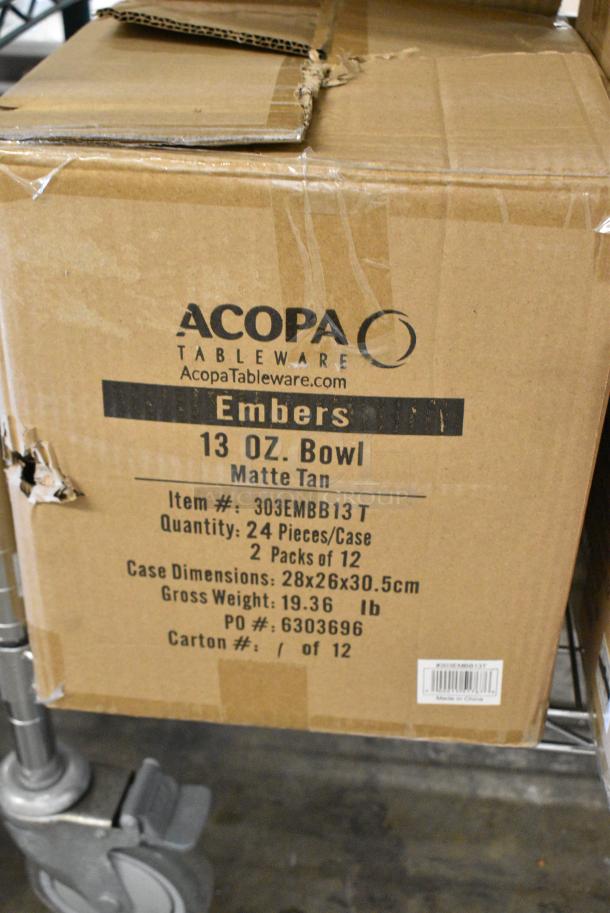 ACOPA
TABLEWARE
AcopaTableware.com
Embers
13 OZ. Bowl
Matte Tan
Item #: 303EMBB13T
Quantity: 24 Pieces/Case
2 Packs of 12
Case Dimensions: 28x26x30.5cm
Gross Weight: 19.36 lb
PO #: 6303696
Carton #: / of 12
#303EMBB13T
Made in China